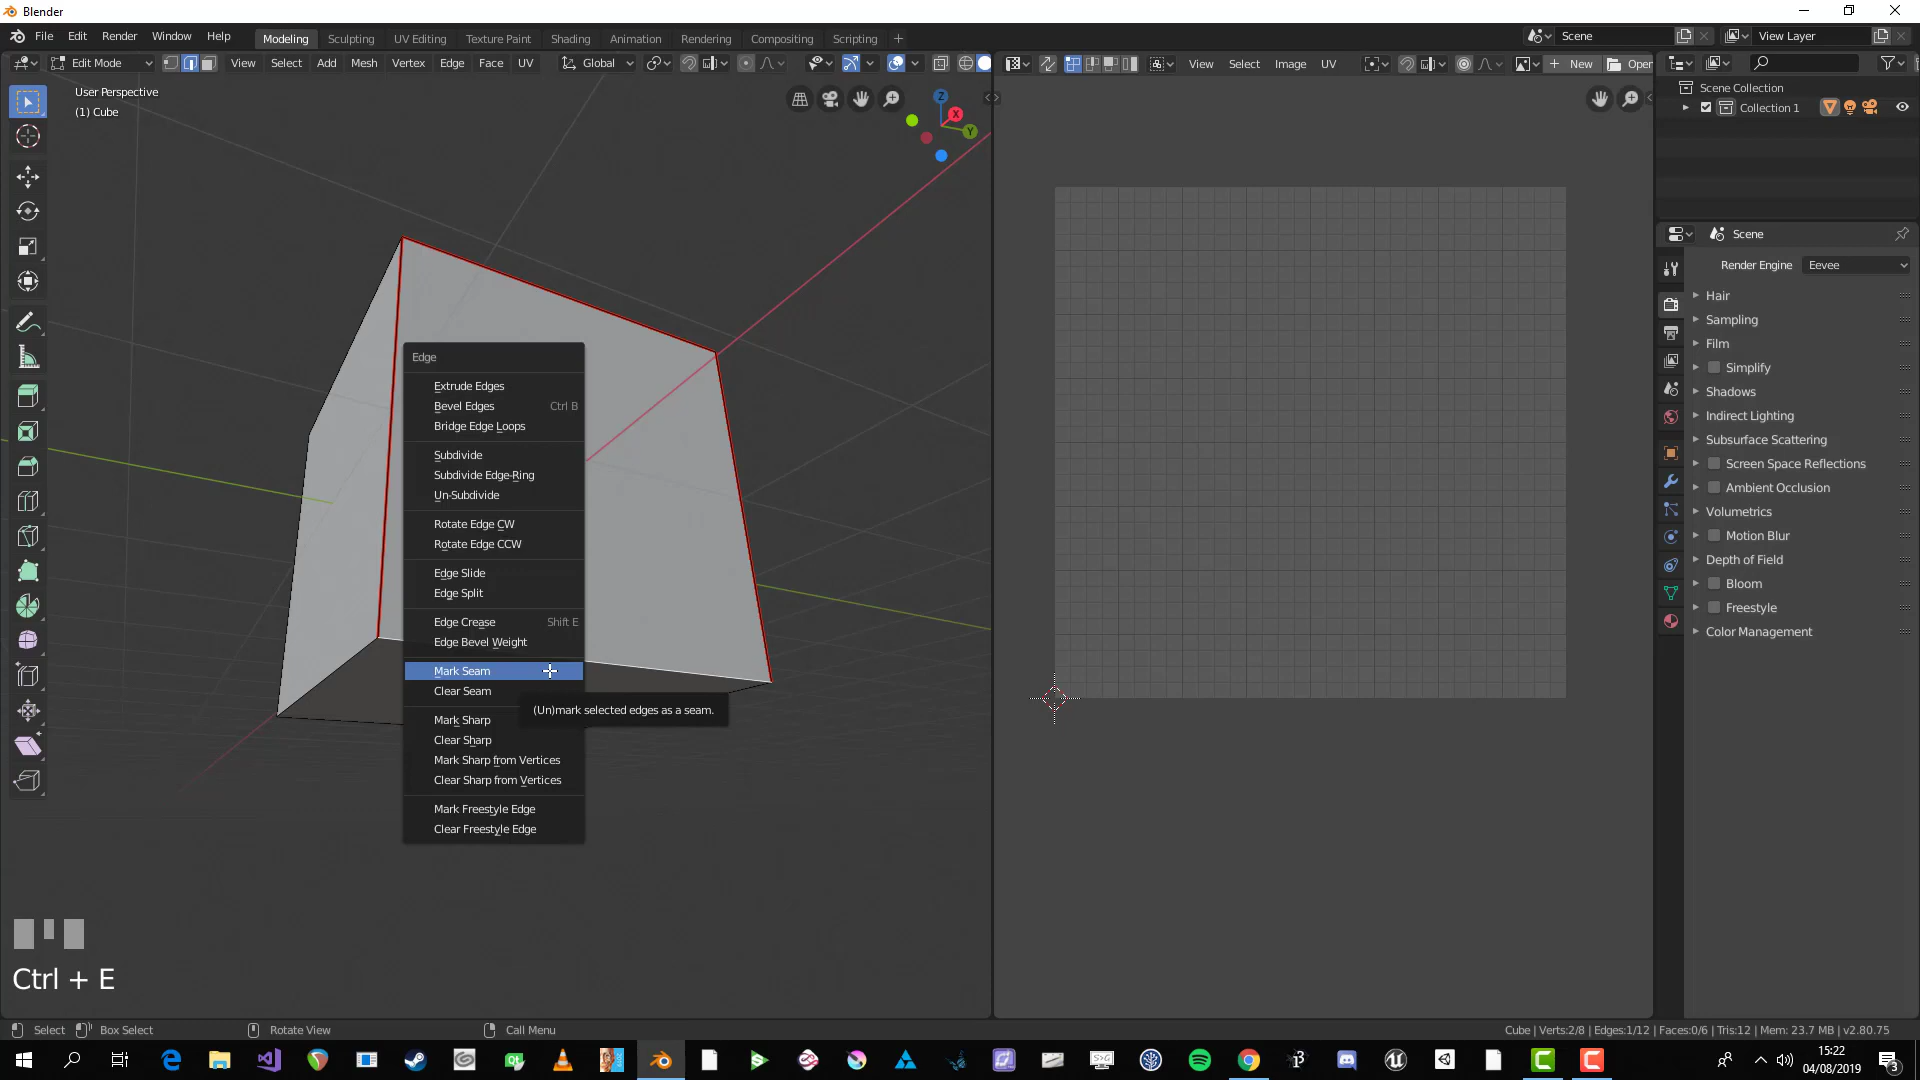 Blender
File Edit Render Window Help
Modeling Sculpting UV Editing Texture Paint Shading Animation Rendering Compositing Scripting +
Scene
View Layer
Edit Mode
View Select Add Mesh Vertex Edge Face UV
Global
View Select Image UV
New
Oper
User Perspective
(1) Cube
Scene Collection
Collection 1
Scene
Render Engine
Eevee
Hair
Sampling
Film
Simplify
Shadows
Indirect Lighting
Subsurface Scattering
Screen Space Reflections
Ambient Occlusion
Volumetrics
Motion Blur
Depth of Field
Bloom
Freestyle
Color Management
Z
X
Y
Edge
Extrude Edges
Bevel Edges Ctrl B
Bridge Edge Loops
Subdivide
Subdivide Edge-Ring
Un-Subdivide
Rotate Edge CW
Rotate Edge CCW
Edge Slide
Edge Split
Edge Crease Shift E
Edge Bevel Weight
Mark Seam
Clear Seam
(Un)mark selected edges as a seam.
Mark Sharp
Clear Sharp
Mark Sharp from Vertices
Clear Sharp from Vertices
Mark Freestyle Edge
Clear Freestyle Edge
Ctrl + E
Select
Box Select
Rotate View
Call Menu
Cube | Verts:2/8 | Edges:1/12 | Faces:0/6 | Tris:12 | Mem: 23.7 MB | v2.80.75
15:22
04/08/2019
3